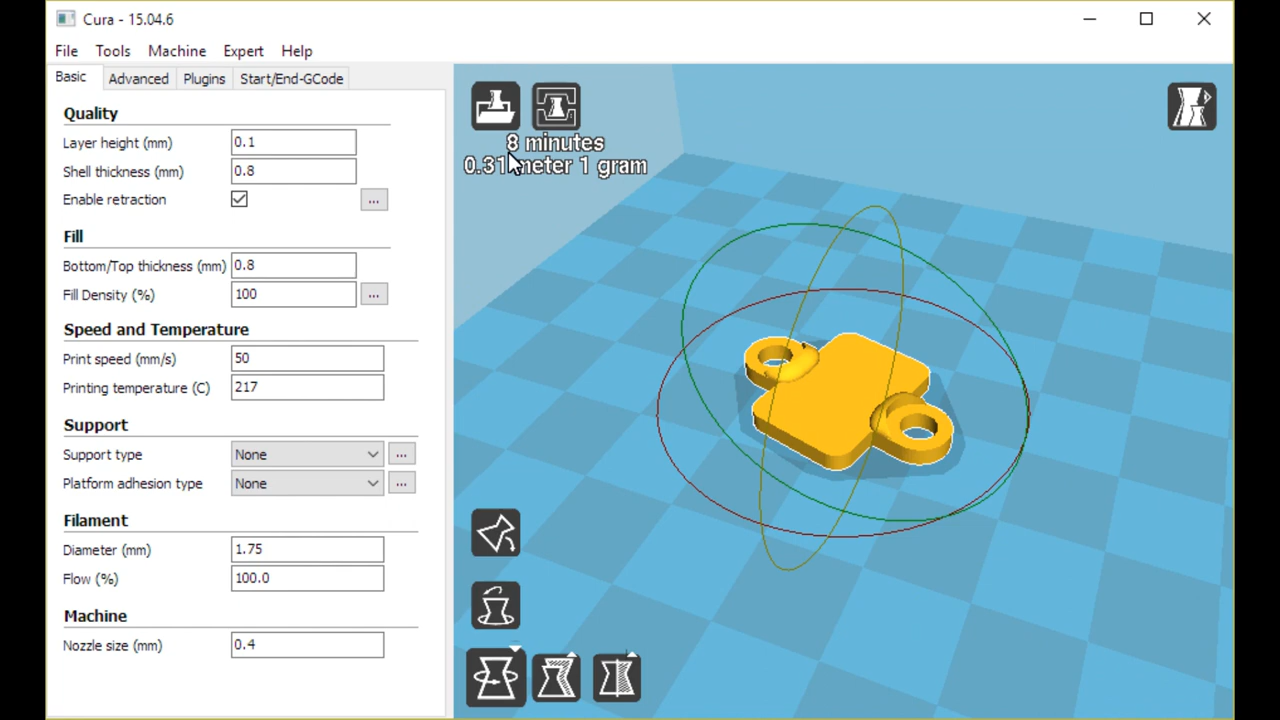 Cura - 15.04.6
File Tools Machine Expert Help
Basic Advanced Plugins Start/End-GCode
Quality
Layer height (mm) 0.1
Shell thickness (mm) 0.8
Enable retraction ...
Fill
Bottom/Top thickness (mm) 0.8
Fill Density (%) 100 ...
Speed and Temperature
Print speed (mm/s) 50
Printing temperature (C) 217
Support
Support type None ...
Platform adhesion type None ...
Filament
Diameter (mm) 1.75
Flow (%) 100.0
Machine
Nozzle size (mm) 0.4
8 minutes
0.31 meter 1 gram